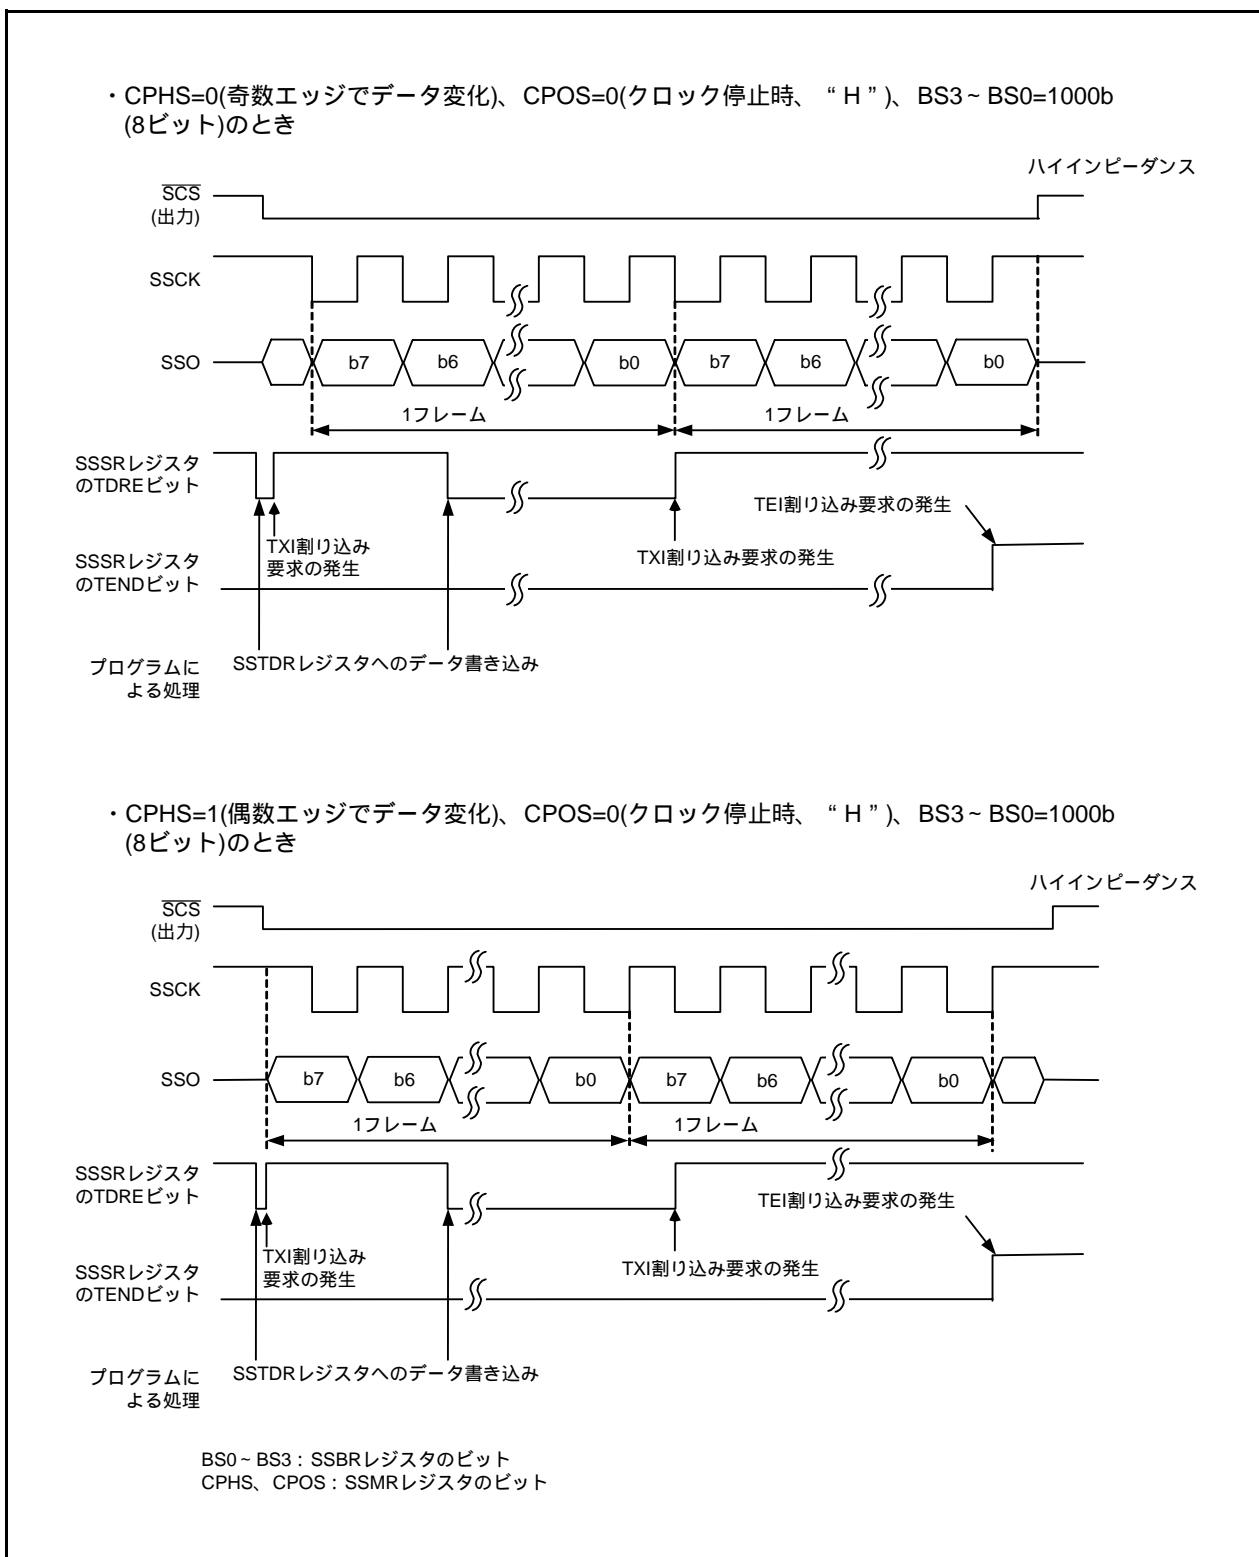 ・CPHS=0(奇数エッジでデータ変化)、CPOS=0(クロック停止時、“H”)、BS3~BS0=1000b
(8ビット)のとき
ハイインピーダンス
SCS
(出力)
SSCK
SSO
b7
b6
b0
b7
b6
b0
1フレーム
1フレーム
SSSRレジスタ
のTDREビット
TEI割り込み要求の発生
TXI割り込み
要求の発生
TXI割り込み要求の発生
SSSRレジスタ
のTENDビット
プログラムに
よる処理
SSTDRレジスタへのデータ書き込み
・CPHS=1(偶数エッジでデータ変化)、CPOS=0(クロック停止時、“H”)、BS3~BS0=1000b
(8ビット)のとき
ハイインピーダンス
SCS
(出力)
SSCK
SSO
b7
b6
b0
b7
b6
b0
1フレーム
1フレーム
SSSRレジスタ
のTDREビット
TEI割り込み要求の発生
TXI割り込み
要求の発生
TXI割り込み要求の発生
SSSRレジスタ
のTENDビット
プログラムに
よる処理
SSTDRレジスタへのデータ書き込み
BS0~BS3:SSBRレジスタのビット
CPHS、CPOS:SSMRレジスタのビット